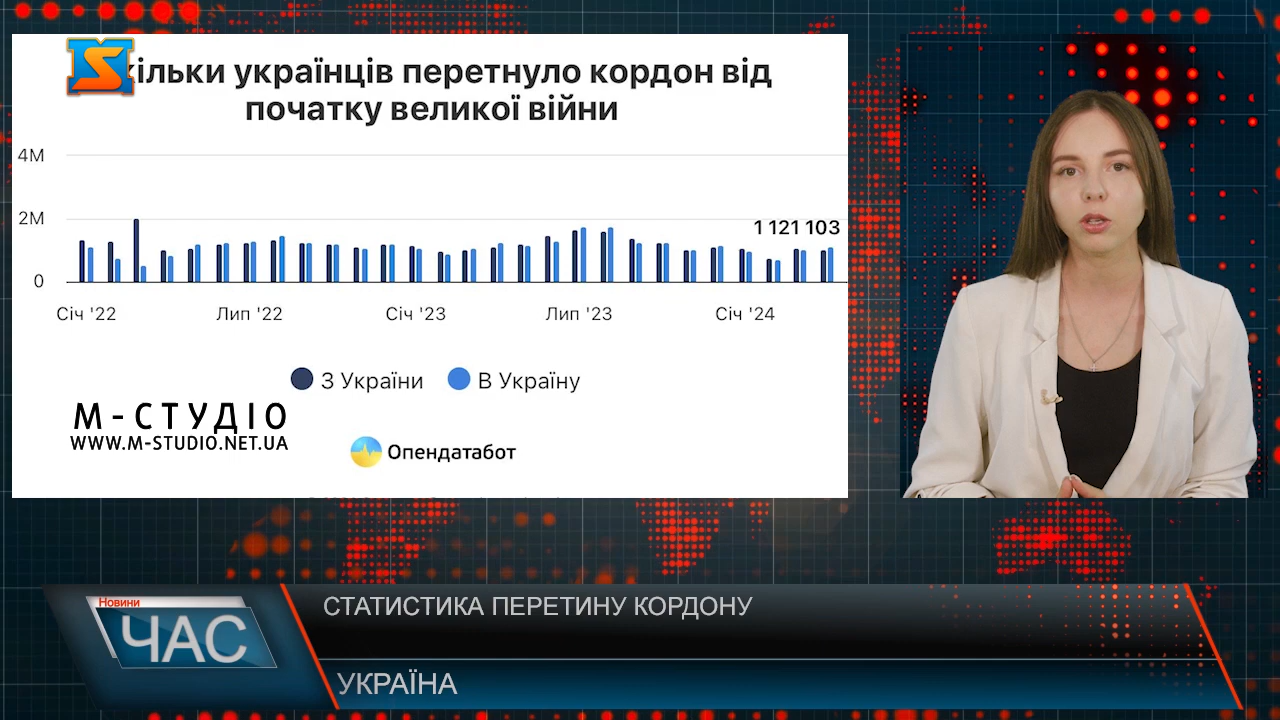 кільки українців перетнуло кордон від
початку великої війни
4M
2M
1 121 103
0
Січ '22 Лип '22 Січ '23 Лип '23 Січ '24
З України В Україну
М-СТУДІО
WWW.M-STUDIO.NET.UA
Опендатабот
Новини
ЧАС
СТАТИСТИКА ПЕРЕТИНУ КОРДОНУ
УКРАЇНА